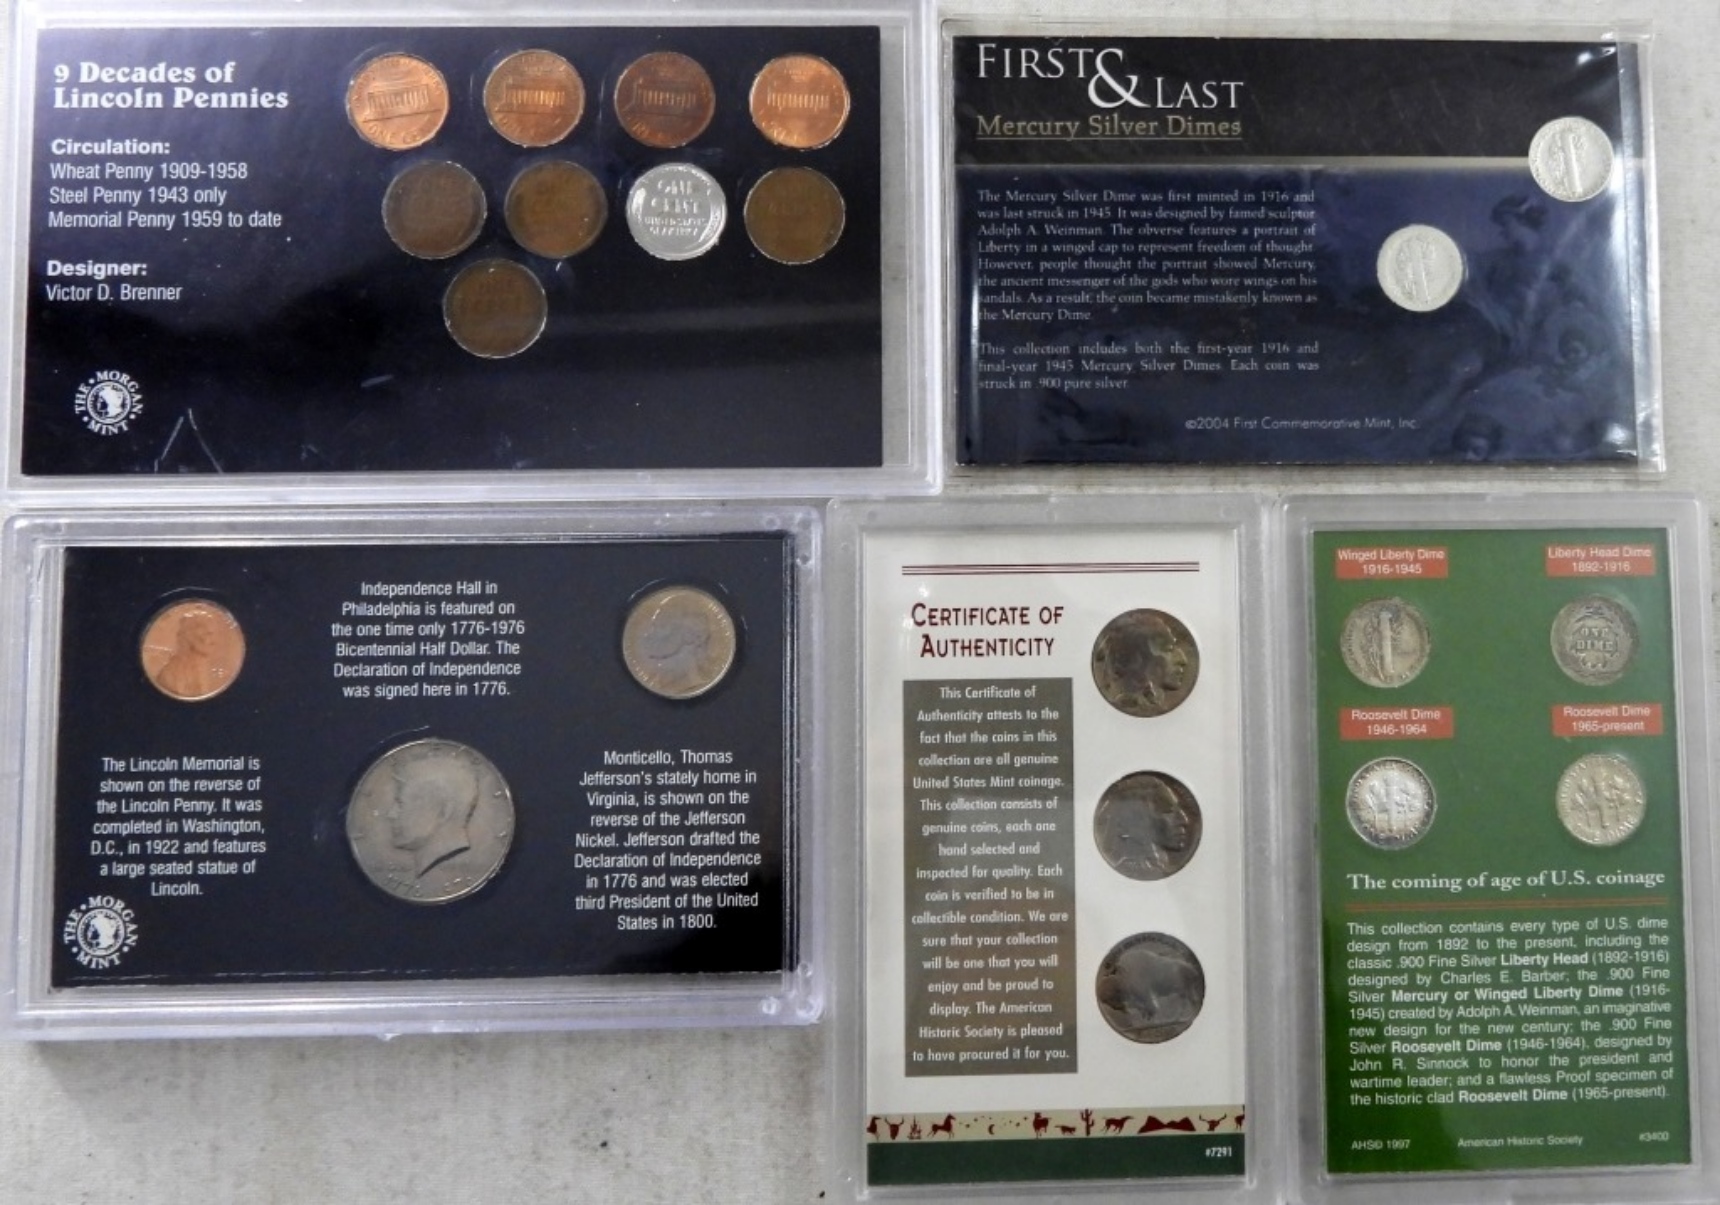 9 Decades of
Lincoln Pennies
Circulation:
Wheat Penny 1909-1958
Steel Penny 1943 only
Memorial Penny 1959 to date
Designer:
Victor D. Brenner
THE MORGAN MINT
ONE
CENT
FIRST & LAST
Mercury Silver Dimes
The Mercury Silver Dime was first minted in 1916 and
was last struck in 1945. It was designed by famed sculptor
Adolph A. Weinman. The obverse features a portrait of
Liberty in a winged cap to represent freedom of thought
However, people thought the portrait showed Mercury,
the ancient messenger of the gods who wore wings on his
sandals. As a result, the coin became mistakenly known as
the Mercury Dime.
This collection includes both the first-year 1916 and
final-year 1945 Mercury Silver Dimes. Each coin was
struck in .900 pure silver.
©2004 First Commemorative Mint, Inc.
Independence Hall in
Philadelphia is featured on
the one time only 1776-1976
Bicentennial Half Dollar. The
Declaration of Independence
was signed here in 1776.
The Lincoln Memorial is
shown on the reverse of
the Lincoln Penny. It was
completed in Washington,
D.C., in 1922 and features
a large seated statue of
Lincoln.
Monticello, Thomas
Jefferson's stately home in
Virginia, is shown on the
reverse of the Jefferson
Nickel. Jefferson drafted the
Declaration of Independence
in 1776 and was elected
third President of the United
States in 1800.
THE MORGAN MINT
CERTIFICATE OF
AUTHENTICITY
This Certificate of
Authenticity attests to the
fact that the coins in this
collection are all genuine
United States Mint coinage.
This collection consists of
genuine coins, each one
hand selected and
inspected for quality. Each
coin is verified to be in
collectible condition. We are
sure that your collection
will be one that you will
enjoy and be proud to
display. The American
Historic Society is pleased
to have procured it for you.
#7291
Winged Liberty Dime
1916-1945
Liberty Head Dime
1892-1916
ONE
DIME
Roosevelt Dime
1946-1964
Roosevelt Dime
1965-present
The coming of age of U.S. coinage
This collection contains every type of U.S. dime
design from 1892 to the present, including the
classic .900 Fine Silver Liberty Head (1892-1916)
designed by Charles E. Barber; the .900 Fine
Silver Mercury or Winged Liberty Dime (1916-
1945) created by Adolph A. Weinman, an imaginative
new design for the new century; the .900 Fine
Silver Roosevelt Dime (1946-1964), designed by
John R. Sinnock to honor the president and
wartime leader; and a flawless Proof specimen of
the historic clad Roosevelt Dime (1965-present).
AHS© 1997 American Historic Society #3400